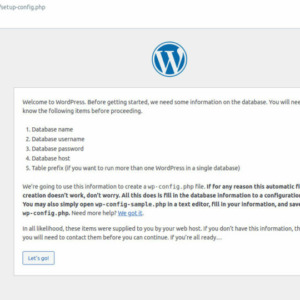 /setup-config.php
Welcome to WordPress. Before getting started, we need some information on the database. You will need
know the following items before proceeding.
1. Database name
2. Database username
3. Database password
4. Database host
5. Table prefix (if you want to run more than one WordPress in a single database)
We're going to use this information to create a wp-config.php file. If for any reason this automatic fi
creation doesn't work, don't worry. All this does is fill in the database information to a configuration
You may also simply open wp-config-sample.php in a text editor, fill in your information, and save
wp-config.php. Need more help? We got it.
In all likelihood, these items were supplied to you by your web host. If you don't have this information, th
you will need to contact them before you can continue. If you're all ready…
Let's go!